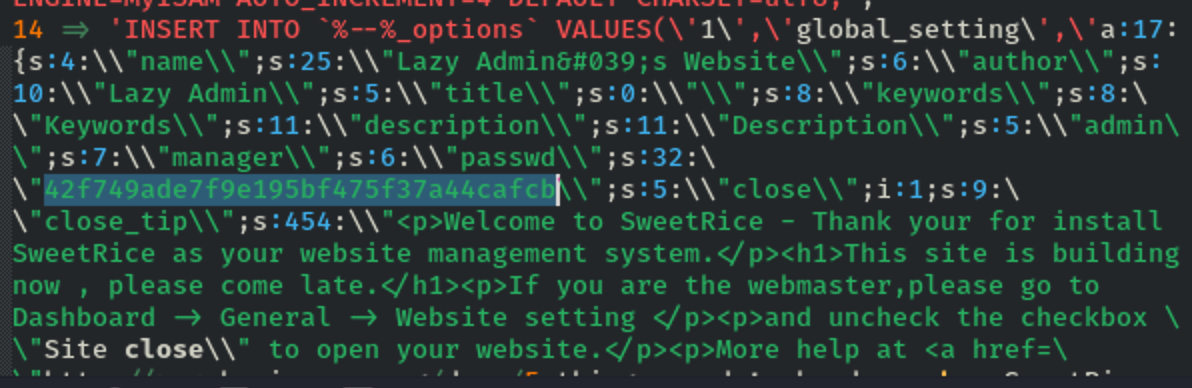 ENGINE=MyISAM AUTO_INCREMENT=4 DEFAULT CHARSET=utf8;',
14 => 'INSERT INTO `%--%_options` VALUES(\'1\',\'global_setting\',\'a:17:
{s:4:\\"name\\";s:25:\\"Lazy Admin&#039;s Website\\";s:6:\\"author\\";s:
10:\\"Lazy Admin\\";s:5:\\"title\\";s:0:\\"\\";s:8:\\"keywords\\";s:8:\
\"Keywords\\";s:11:\\"description\\";s:11:\\"Description\\";s:5:\\"admin\
\";s:7:\\"manager\\";s:6:\\"passwd\\";s:32:\
\"42f749ade7f9e195bf475f37a44cafcb\\";s:5:\\"close\\";i:1;s:9:\
\"close_tip\\";s:454:\\"<p>Welcome to SweetRice - Thank your for install
SweetRice as your website management system.</p><h1>This site is building
now , please come late.</h1><p>If you are the webmaster,please go to
Dashboard -> General -> Website setting </p><p>and uncheck the checkbox \
\"Site close\\" to open your website.</p><p>More help at <a href=\